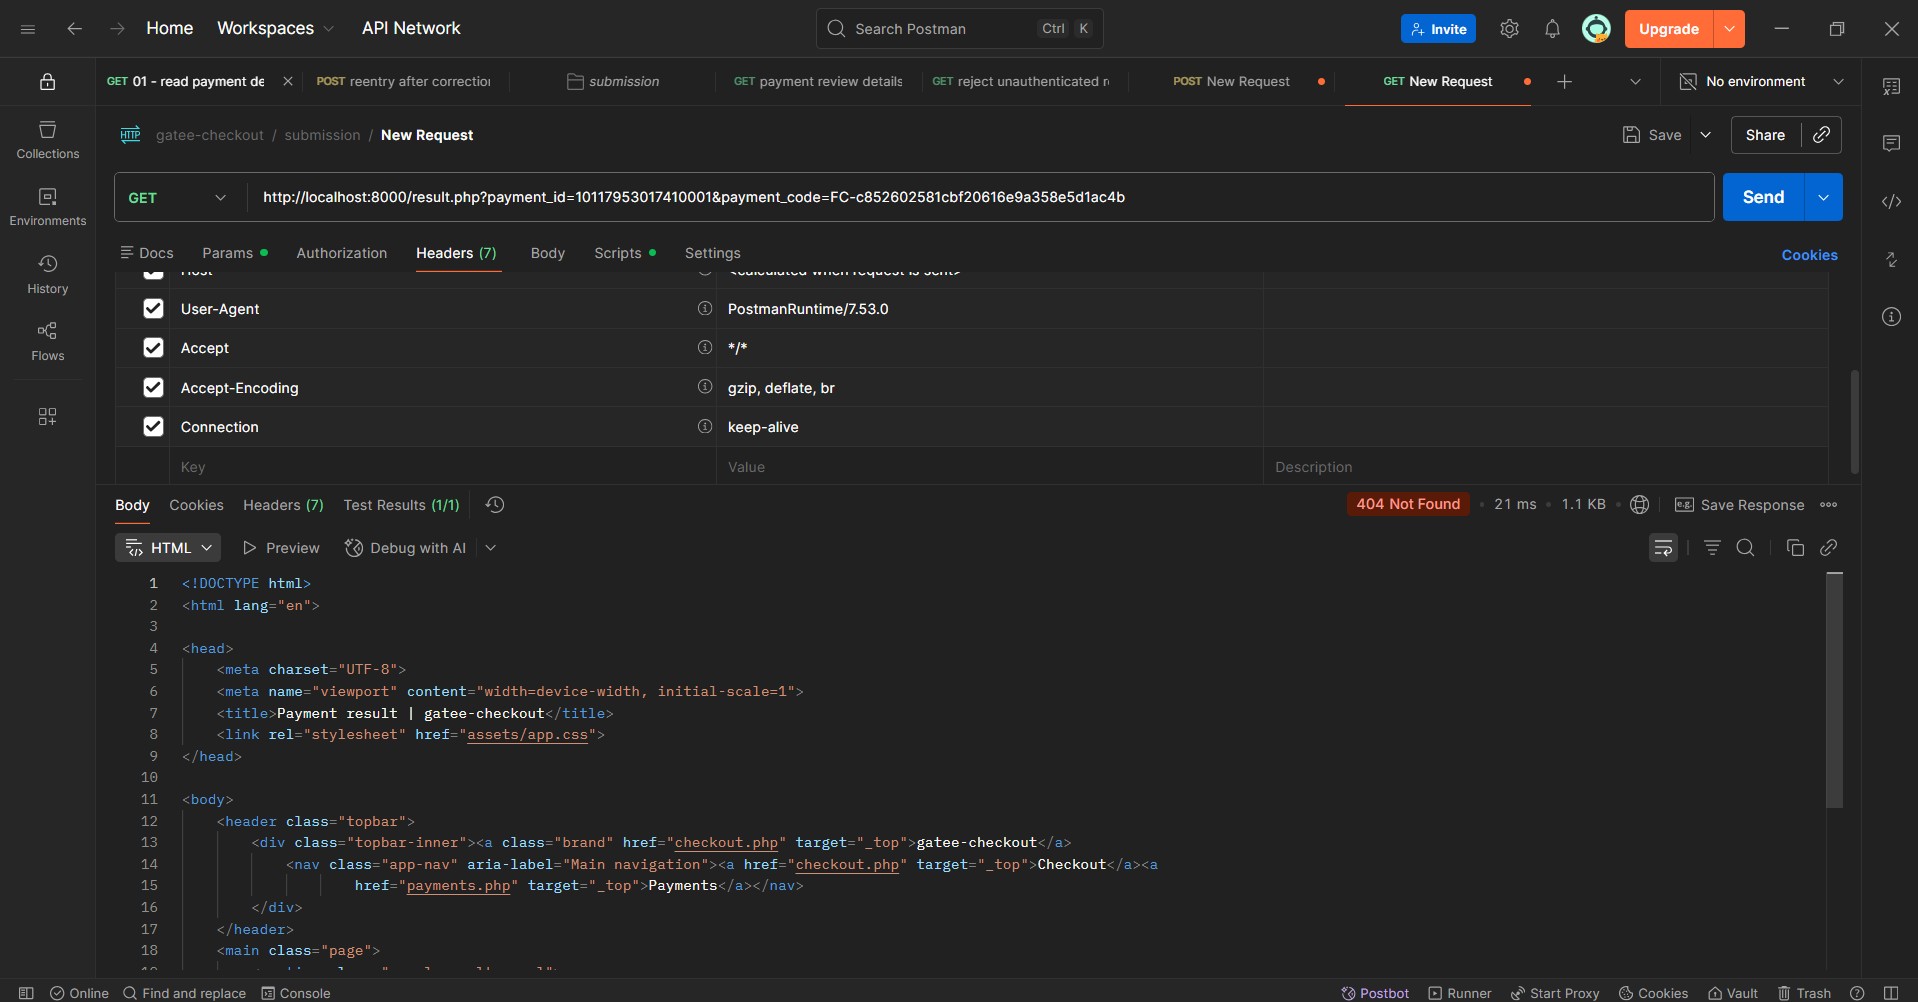 Home
Workspaces
API Network
Search Postman
Ctrl K
Invite
Upgrade
GET 01 - read payment de
POST reentry after correction
submission
GET payment review details
GET reject unauthenticated r
POST New Request
GET New Request
No environment
Collections
Environments
History
Flows
HTTP
gatee-checkout / submission / New Request
Save
Share
GET
http://localhost:8000/result.php?payment_id=10117953017410001&payment_code=FC-c852602581cbf20616e9a358e5d1ac4b
Send
Docs
Params
Authorization
Headers (7)
Body
Scripts
Settings
Cookies
Host <calculated when request is sent>
User-Agent PostmanRuntime/7.53.0
Accept */*
Accept-Encoding gzip, deflate, br
Connection keep-alive
Key Value Description
Body
Cookies
Headers (7)
Test Results (1/1)
404 Not Found
21 ms
1.1 KB
e.g. Save Response
HTML
Preview
Debug with AI
1 <!DOCTYPE html>
2 <html lang="en">
3
4 <head>
5 <meta charset="UTF-8">
6 <meta name="viewport" content="width=device-width, initial-scale=1">
7 <title>Payment result | gatee-checkout</title>
8 <link rel="stylesheet" href="assets/app.css">
9 </head>
10
11 <body>
12 <header class="topbar">
13 <div class="topbar-inner"><a class="brand" href="checkout.php" target="_top">gatee-checkout</a>
14 <nav class="app-nav" aria-label="Main navigation"><a href="checkout.php" target="_top">Checkout</a><a
15 href="payments.php" target="_top">Payments</a></nav>
16 </div>
17 </header>
18 <main class="page">
Online
Find and replace
Console
Postbot
Runner
Start Proxy
Cookies
Vault
Trash